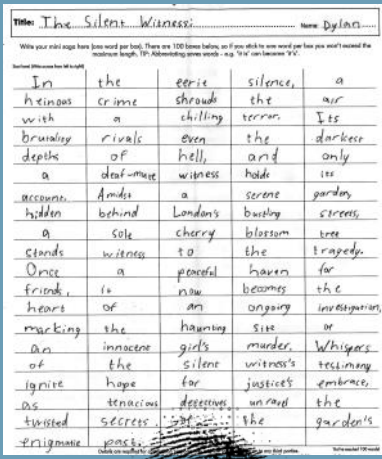 Title: The Silent Witness: Name: Dylan
Write your mini saga here (one word per box). There are 100 boxes below, so if you stick to one word per box you won't exceed the
maximum length. TIP: Abbreviating saves words - e.g. 'it is' can become 'it's'.
In the eerie silence, a
heinous crime shrouds the air
with a chilling terror. Its
brutality rivals even the darkest
depths of hell, and only
a deaf-mute witness holds its
account. Amidst a serene garden,
hidden behind London's bustling streets,
a sole cherry blossom tree
stands witness to the tragedy.
Once a peaceful haven for
friends, it now becomes the
heart of an ongoing investigation,
marking the haunting site of
an innocent girl's murder. Whispers
of the silent witness's testimony
ignite hope for justice's embrace,
as tenacious detectives unravel the
twisted secrets of the garden's
enigmatic past.